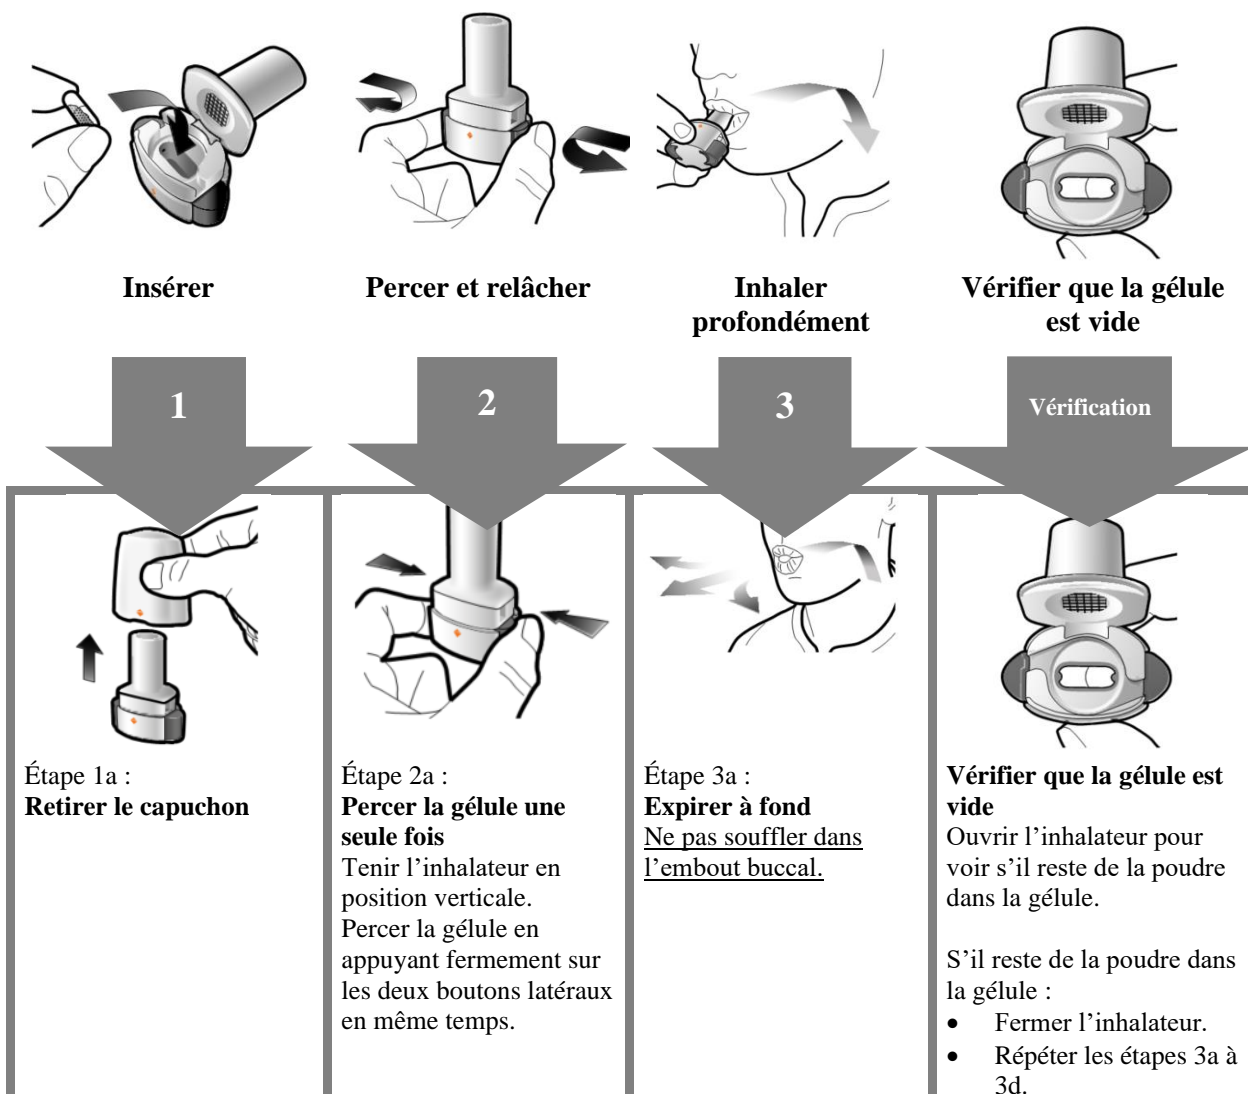 Insérer
Percer et relâcher
Inhaler
profondément
Vérifier que la gélule
est vide
1
2
3
Vérification
Étape 1a :
Retirer le capuchon
Étape 2a :
Percer la gélule une
seule fois
Tenir l’inhalateur en
position verticale.
Percer la gélule en
appuyant fermement sur
les deux boutons latéraux
en même temps.
Étape 3a :
Expirer à fond
Ne pas souffler dans
l’embout buccal.
Vérifier que la gélule est
vide
Ouvrir l’inhalateur pour
voir s’il reste de la poudre
dans la gélule.
S’il reste de la poudre dans
la gélule :
• Fermer l’inhalateur.
• Répéter les étapes 3a à
3d.